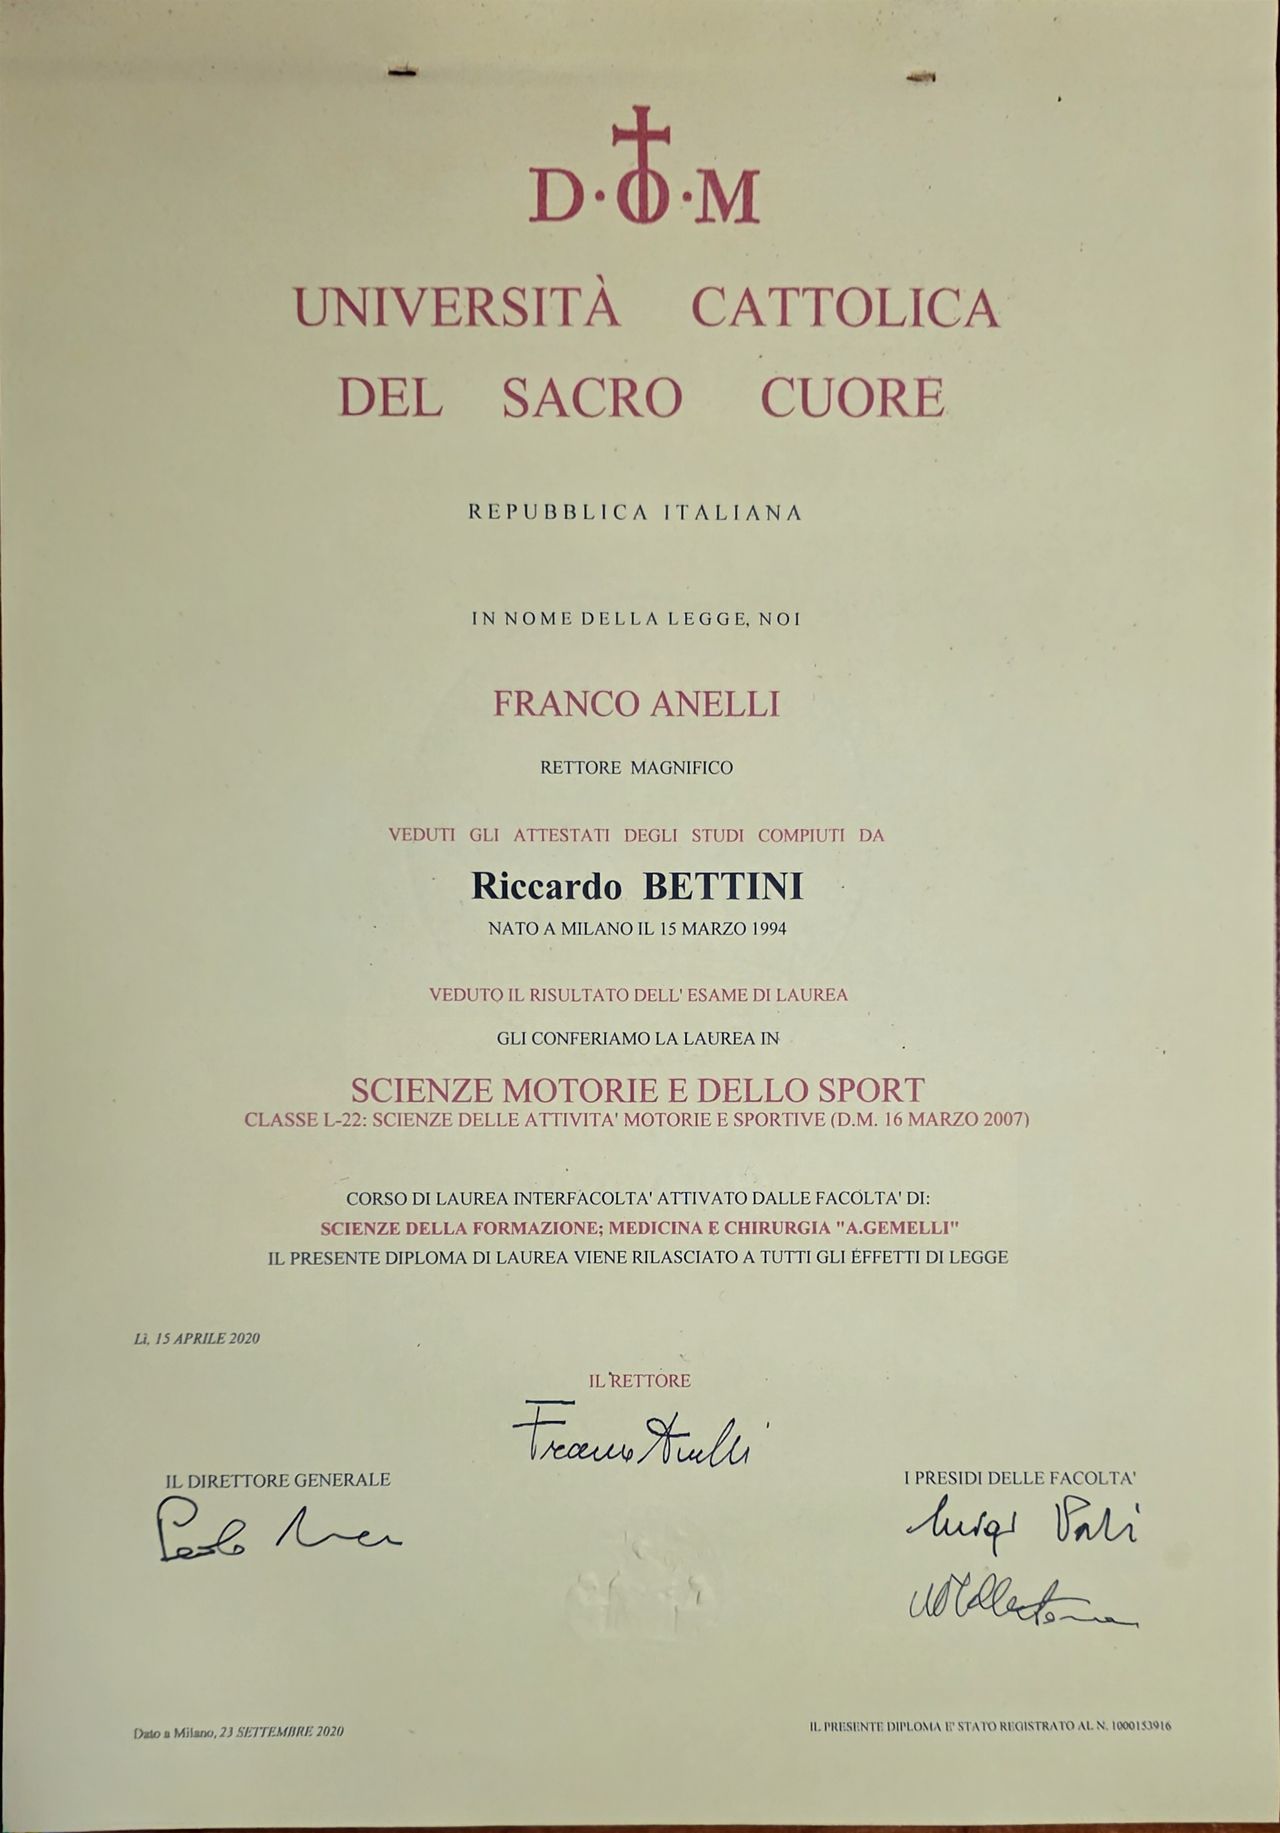 D·O·M
UNIVERSITÀ CATTOLICA
DEL SACRO CUORE
REPUBBLICA ITALIANA
IN NOME DELLA LEGGE, NOI
FRANCO ANELLI
RETTORE MAGNIFICO
VEDUTI GLI ATTESTATI DEGLI STUDI COMPIUTI DA
Riccardo BETTINI
NATO A MILANO IL 15 MARZO 1994
VEDUTO IL RISULTATO DELL' ESAME DI LAUREA
GLI CONFERIAMO LA LAUREA IN
SCIENZE MOTORIE E DELLO SPORT
CLASSE L-22: SCIENZE DELLE ATTIVITA' MOTORIE E SPORTIVE (D.M. 16 MARZO 2007)
CORSO DI LAUREA INTERFACOLTA' ATTIVATO DALLE FACOLTA' DI:
SCIENZE DELLA FORMAZIONE; MEDICINA E CHIRURGIA "A.GEMELLI"
IL PRESENTE DIPLOMA DI LAUREA VIENE RILASCIATO A TUTTI GLI EFFETTI DI LEGGE
Lì, 15 APRILE 2020
IL RETTORE
Franco Anelli
IL DIRETTORE GENERALE
Paolo
I PRESIDI DELLE FACOLTA'
Luigi
Dato a Milano, 23 SETTEMBRE 2020
IL PRESENTE DIPLOMA E' STATO REGISTRATO AL N. 1000153916